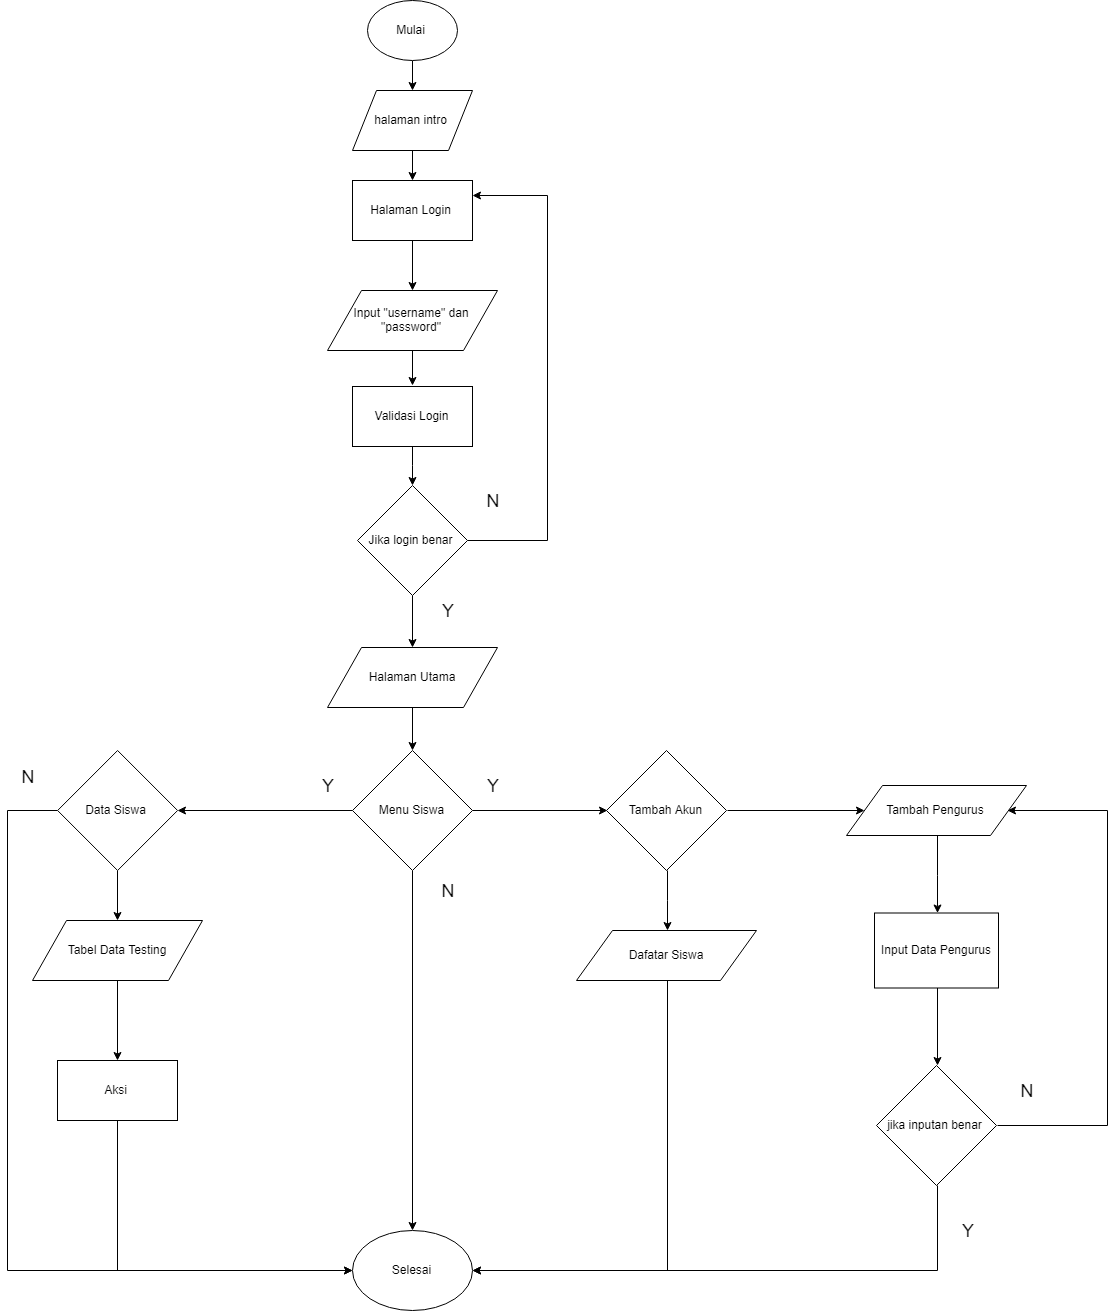 Mulai
halaman intro
Halaman Login
Input "username" dan
"password"
Validasi Login
N
Jika login benar
Y
Halaman Utama
N
Y
Y
Data Siswa
Menu Siswa
Tambah Akun
Tambah Pengurus
N
Tabel Data Testing
Dafatar Siswa
Input Data Pengurus
Aksi
N
jika inputan benar
Y
Selesai